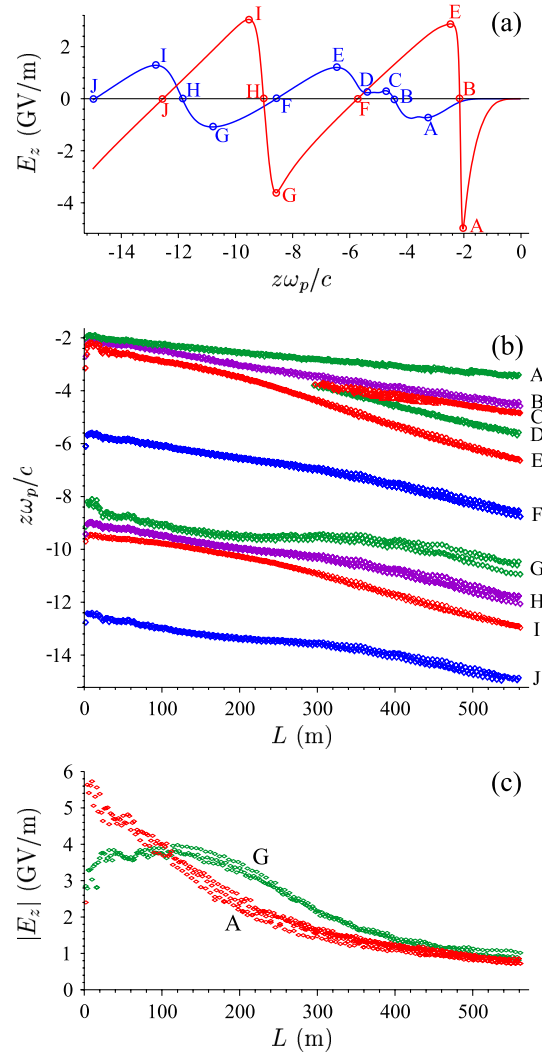 (a)
E_z (GV/m)
2
0
-2
-4
J I H G F E D C B A
I H J G E F B A
-14 -12 -10 -8 -6 -4 -2 0
zω_p/c
(b)
zω_p/c
-2
-4
-6
-8
-10
-12
-14
A
B
C
D
E
F
G
H
I
J
0 100 200 300 400 500
L (m)
(c)
|E_z| (GV/m)
6
5
4
3
2
1
0
G
A
0 100 200 300 400 500
L (m)